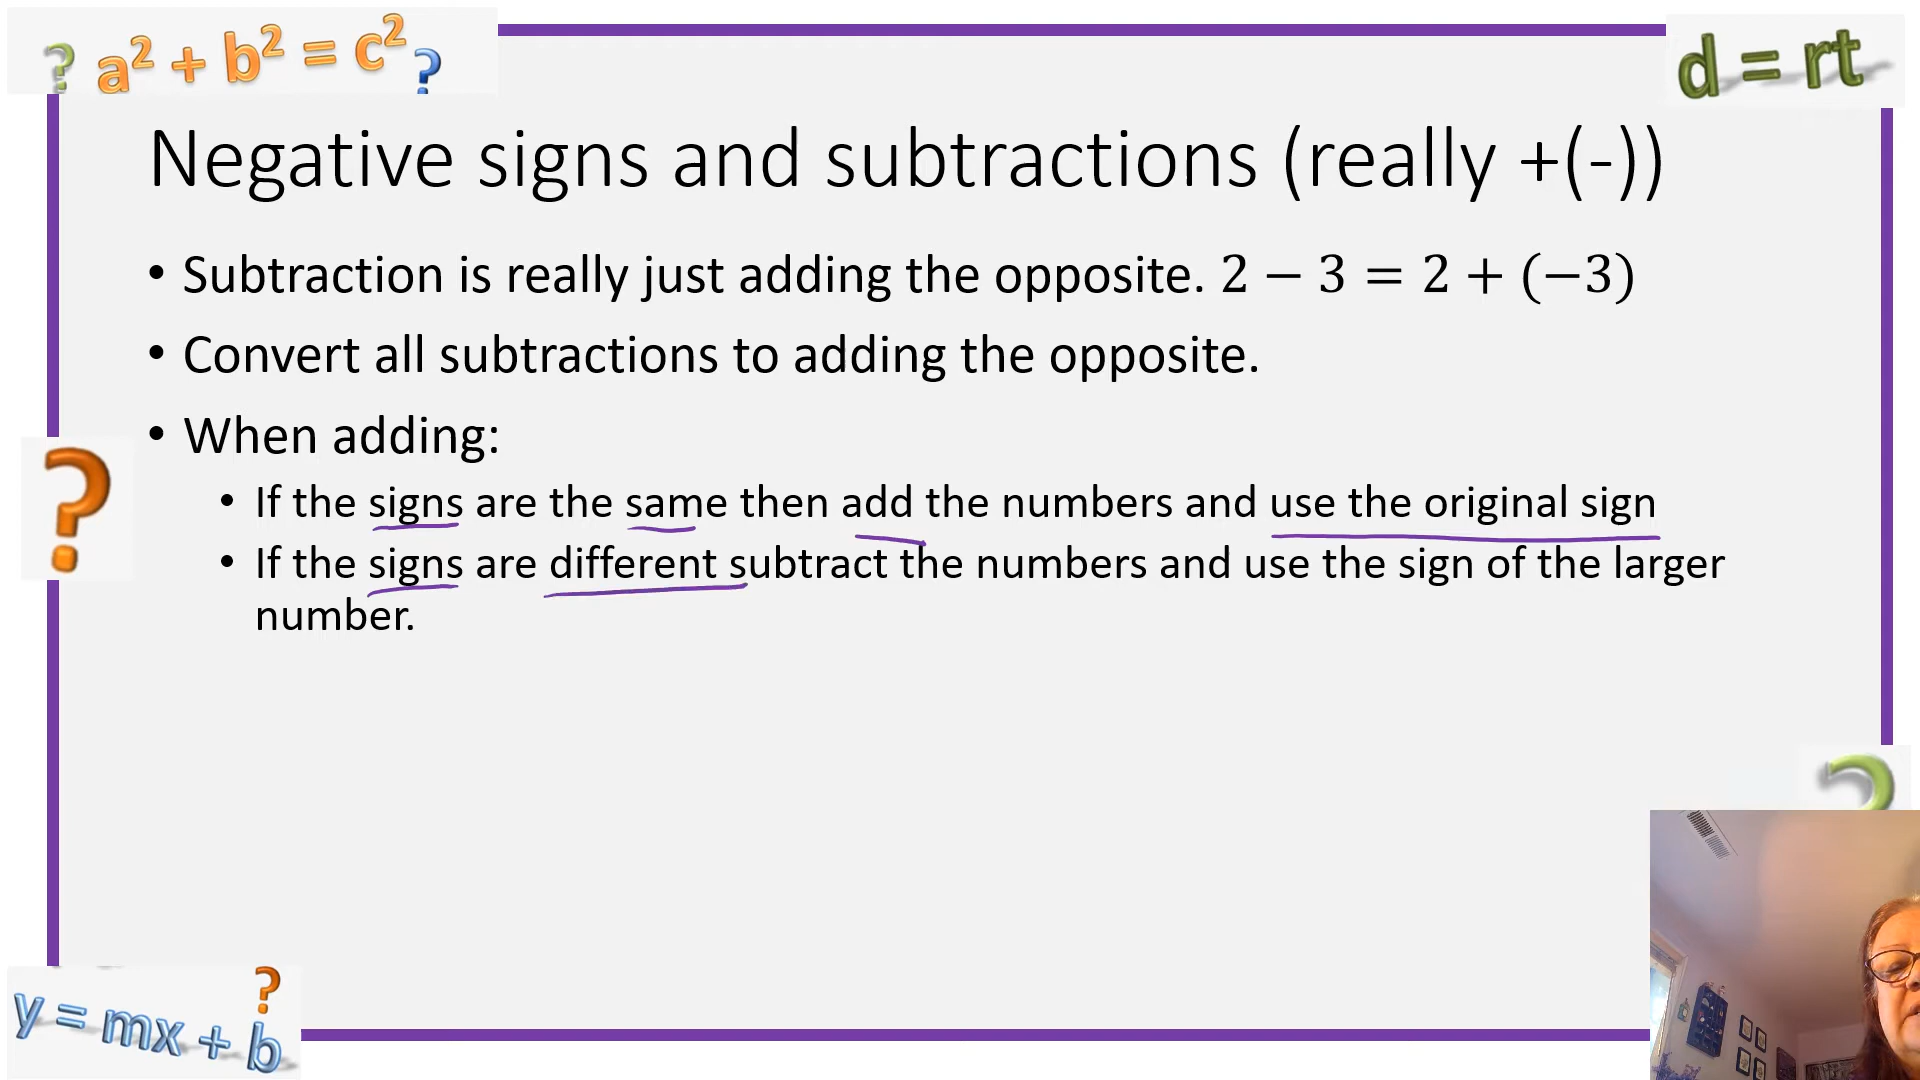 ? a² + b² = c² ?
d = rt
Negative signs and subtractions (really +(-))
• Subtraction is really just adding the opposite. 2 − 3 = 2 + (−3)
• Convert all subtractions to adding the opposite.
• When adding:
?
• If the signs are the same then add the numbers and use the original sign
• If the signs are different subtract the numbers and use the sign of the larger
number.
?
?
y = mx + b